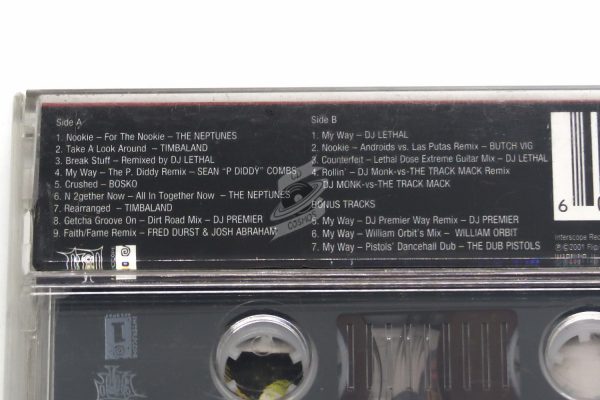 Side A
1. Nookie – For The Nookie – THE NEPTUNES
2. Take A Look Around – TIMBALAND
3. Break Stuff – Remixed by DJ LETHAL
4. My Way – The P. Diddy Remix – SEAN "P DIDDY" COMBS
5. Crushed – BOSKO
6. N 2gether Now – All In Together Now – THE NEPTUNES
7. Rearranged – TIMBALAND
8. Getcha Groove On – Dirt Road Mix – DJ PREMIER
9. Faith/Fame Remix – FRED DURST & JOSH ABRAHAM
Side B
1. My Way – DJ LETHAL
2. Nookie – Androids vs. Las Putas Remix – BUTCH VIG
3. Counterfeit – Lethal Dose Extreme Guitar Mix – DJ LETHAL
4. Rollin' – DJ Monk-vs-THE TRACK MACK Remix
DJ MONK-vs-THE TRACK MACK
BONUS TRACKS
5. My Way – DJ Premier Way Remix – DJ PREMIER
6. My Way – William Orbit's Mix – WILLIAM ORBIT
7. My Way – Pistols' Dancehall Dub – THE DUB PISTOLS
6
Interscope Rec
℗©2001 Flip
INTERSCOPE